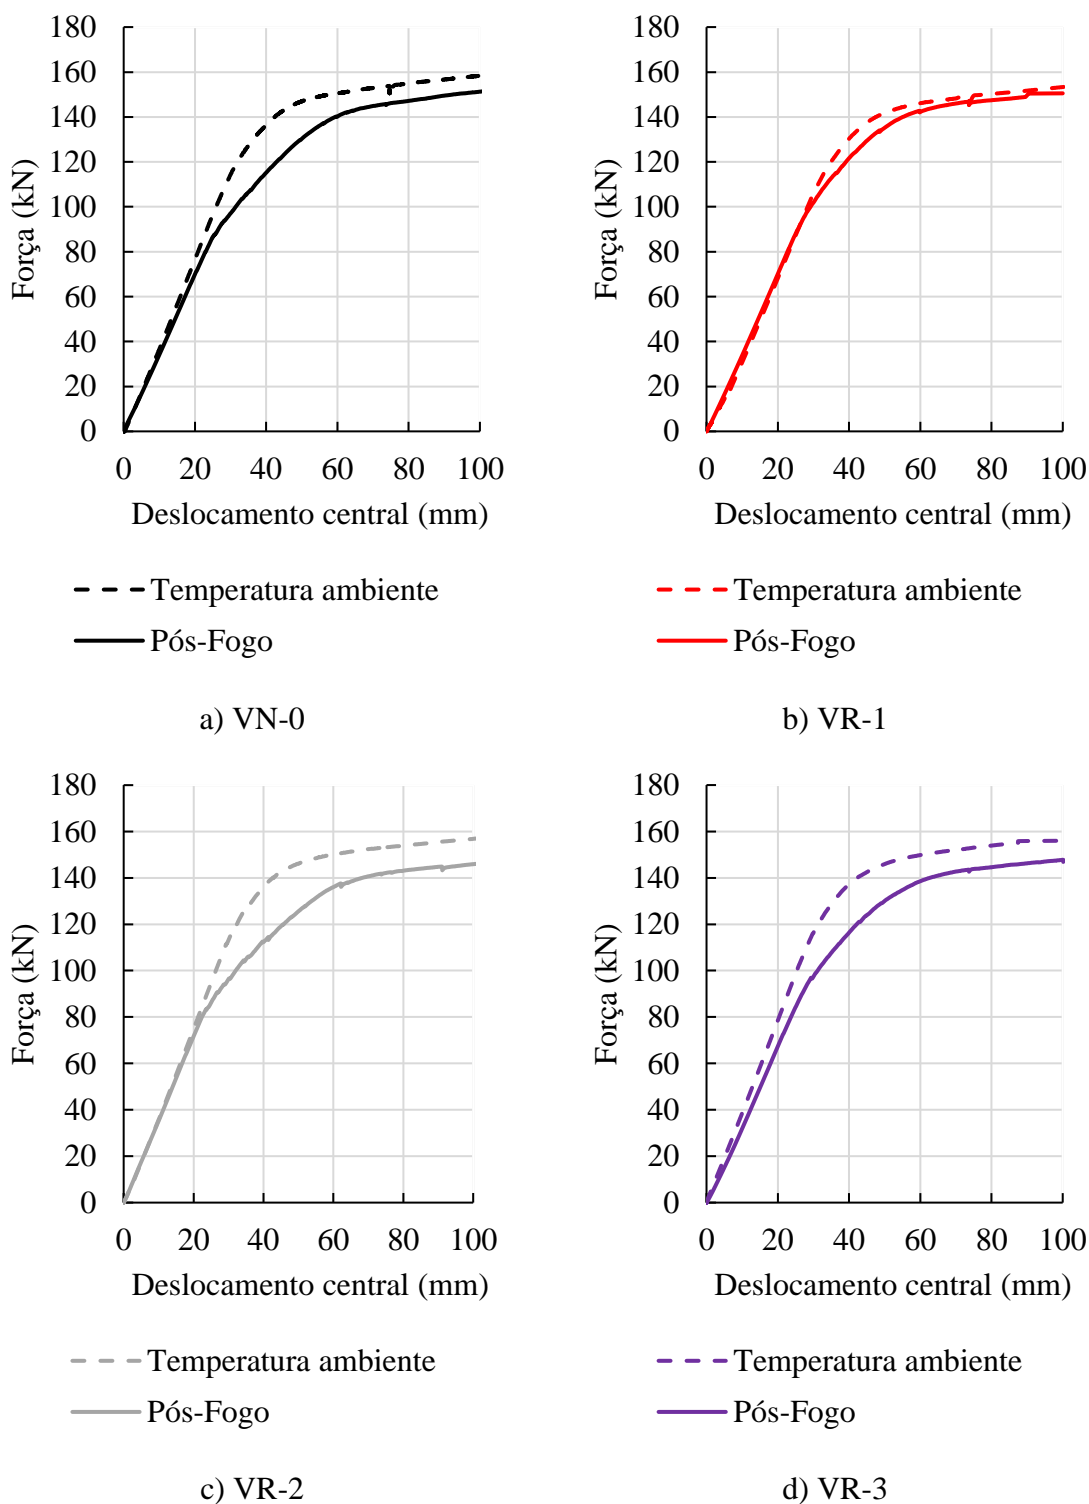 180
160
140
120
100
80
60
40
20
0
Força (kN)
0 20 40 60 80 100
Deslocamento central (mm)
Temperatura ambiente
Pós-Fogo
a) VN-0
180
160
140
120
100
80
60
40
20
0
Força (kN)
0 20 40 60 80 100
Deslocamento central (mm)
Temperatura ambiente
Pós-Fogo
b) VR-1
180
160
140
120
100
80
60
40
20
0
Força (kN)
0 20 40 60 80 100
Deslocamento central (mm)
Temperatura ambiente
Pós-Fogo
c) VR-2
180
160
140
120
100
80
60
40
20
0
Força (kN)
0 20 40 60 80 100
Deslocamento central (mm)
Temperatura ambiente
Pós-Fogo
d) VR-3